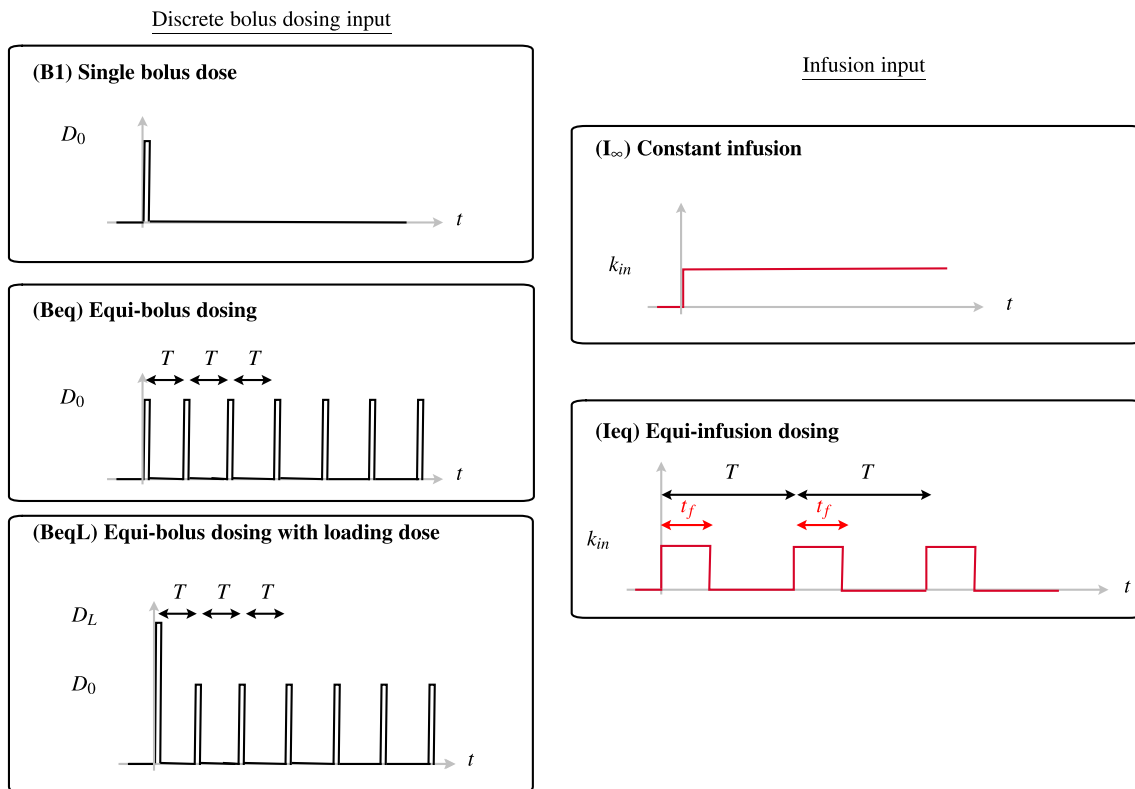 Discrete bolus dosing input
(B1) Single bolus dose
D0
t
(Beq) Equi-bolus dosing
T T T
D0
t
(BeqL) Equi-bolus dosing with loading dose
T T T
DL
D0
t
Infusion input
(I∞) Constant infusion
kin
t
(Ieq) Equi-infusion dosing
T T
tf tf
kin
t